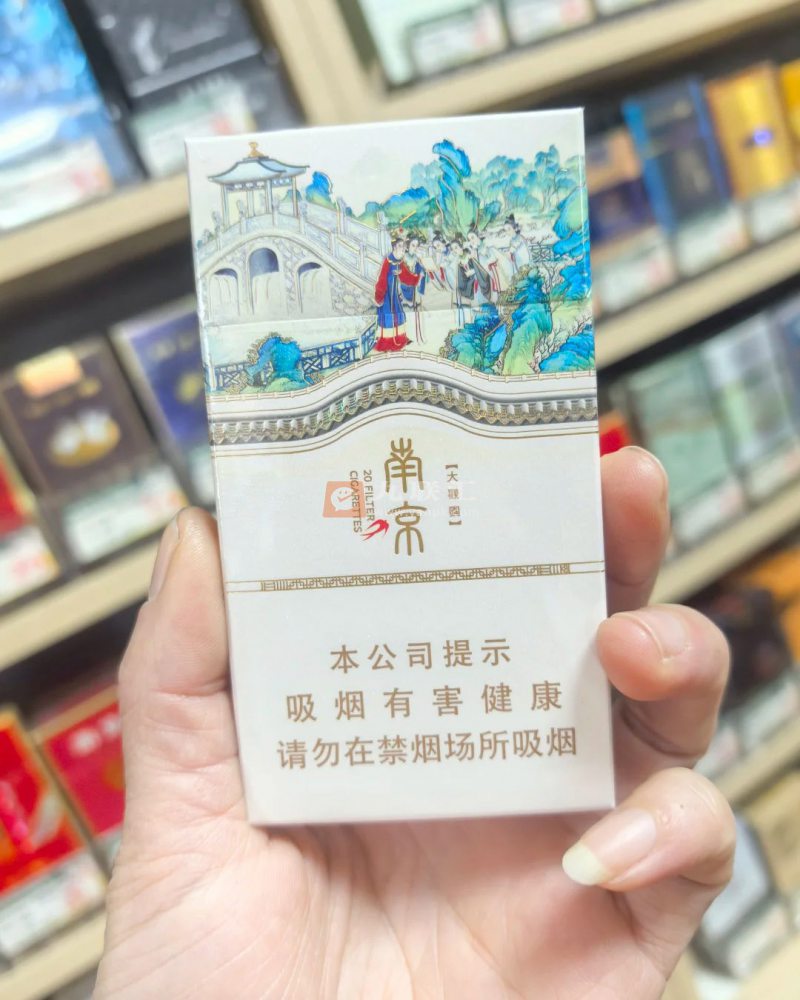 南京
【大观园】
20 FILTER
CIGARETTES
本公司提示
吸烟有害健康
请勿在禁烟场所吸烟